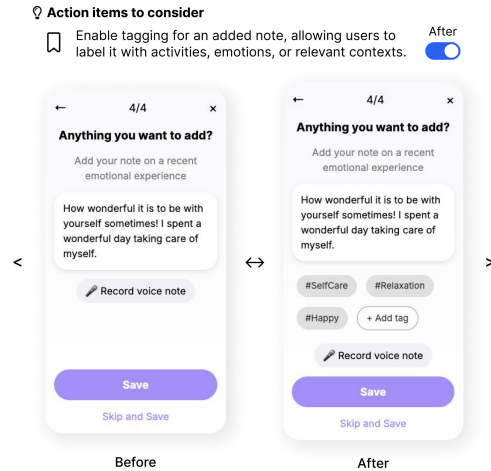 Action items to consider
Enable tagging for an added note, allowing users to
label it with activities, emotions, or relevant contexts.
After
← 4/4 ×
Anything you want to add?
Add your note on a recent
emotional experience
How wonderful it is to be with
yourself sometimes! I spent a
wonderful day taking care of
myself.
Record voice note
Save
Skip and Save
Before
< ↔ >
← 4/4 ×
Anything you want to add?
Add your note on a recent
emotional experience
How wonderful it is to be with
yourself sometimes! I spent a
wonderful day taking care of
myself.
#SelfCare #Relaxation
#Happy + Add tag
Record voice note
Save
Skip and Save
After